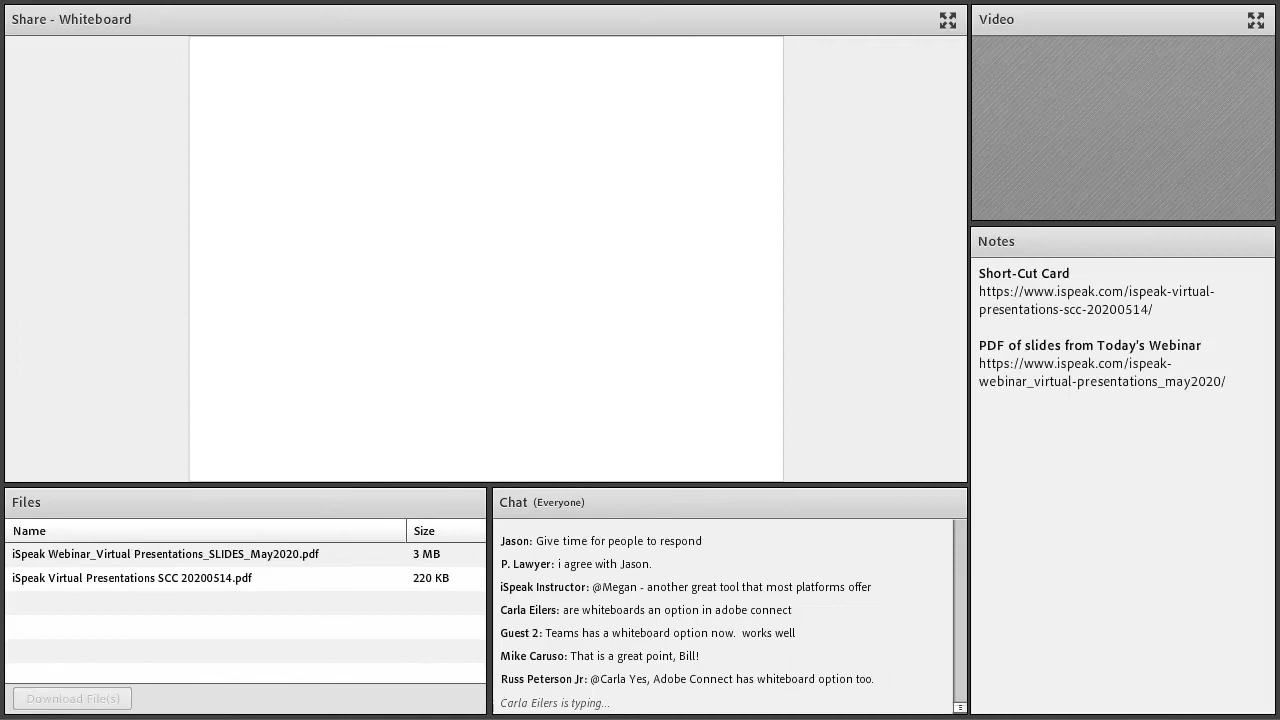 Share - Whiteboard
Video
Notes
Short-Cut Card
https://www.ispeak.com/ispeak-virtual-
presentations-scc-20200514/
PDF of slides from Today's Webinar
https://www.ispeak.com/ispeak-
webinar_virtual-presentations_may2020/
Files
Name Size
iSpeak Webinar_Virtual Presentations_SLIDES_May2020.pdf 3 MB
iSpeak Virtual Presentations SCC 20200514.pdf 220 KB
Download File(s)
Chat (Everyone)
Jason: Give time for people to respond
P. Lawyer: i agree with Jason.
iSpeak Instructor: @Megan - another great tool that most platforms offer
Carla Eilers: are whiteboards an option in adobe connect
Guest 2: Teams has a whiteboard option now.  works well
Mike Caruso: That is a great point, Bill!
Russ Peterson Jr: @Carla Yes, Adobe Connect has whiteboard option too.
Carla Eilers is typing...